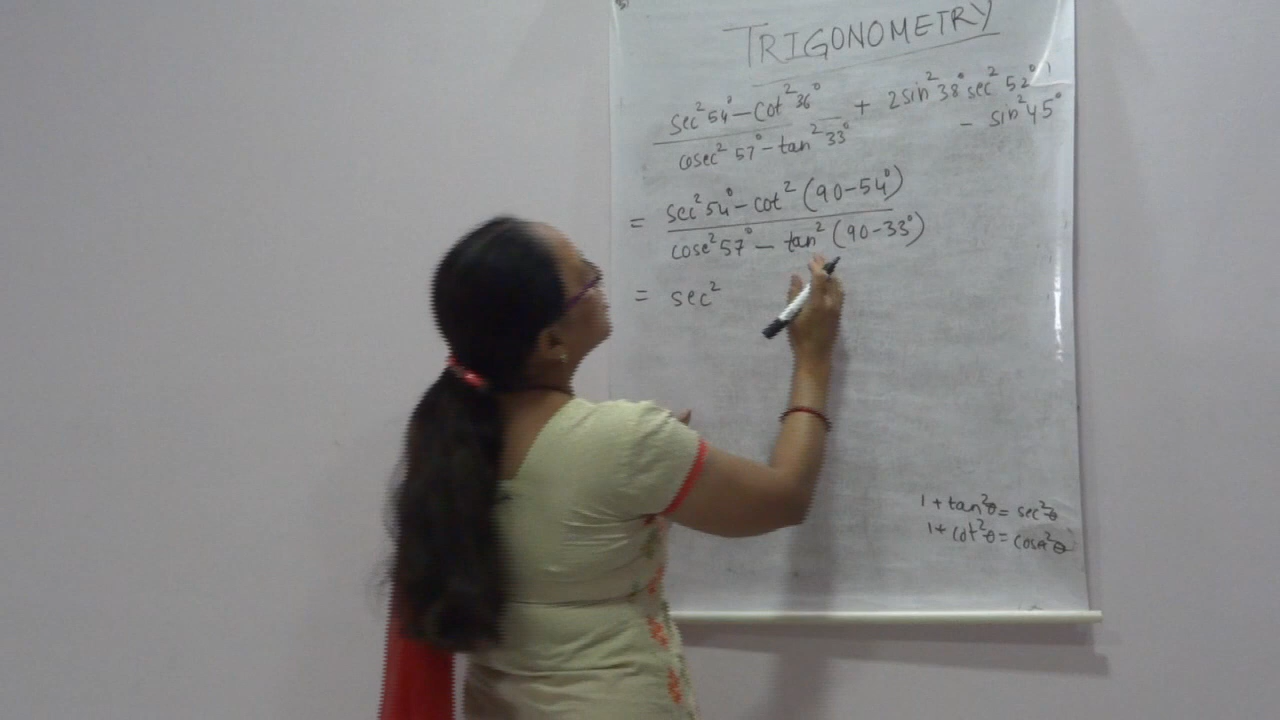 TRIGONOMETRY
sec²54° - cot²36° + 2sin²38° sec²52°
cosec²57° - tan²33° - sin²45°
= sec²54° - cot²(90-54°)
cose²57° - tan²(90-33°)
= sec²
1 + tan²θ = sec²θ
1 + cot²θ = cosec²θ